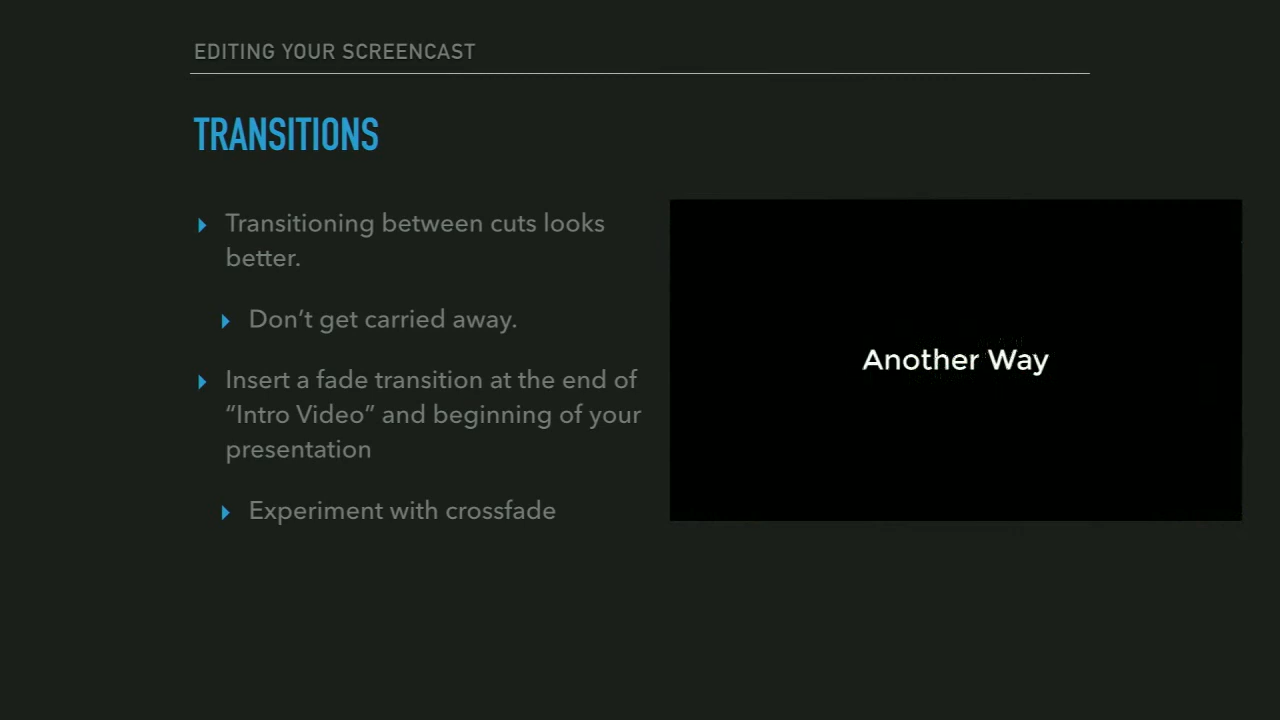 EDITING YOUR SCREENCAST
TRANSITIONS
Transitioning between cuts looks
better.
Don’t get carried away.
Insert a fade transition at the end of
“Intro Video” and beginning of your
presentation
Experiment with crossfade
Another Way